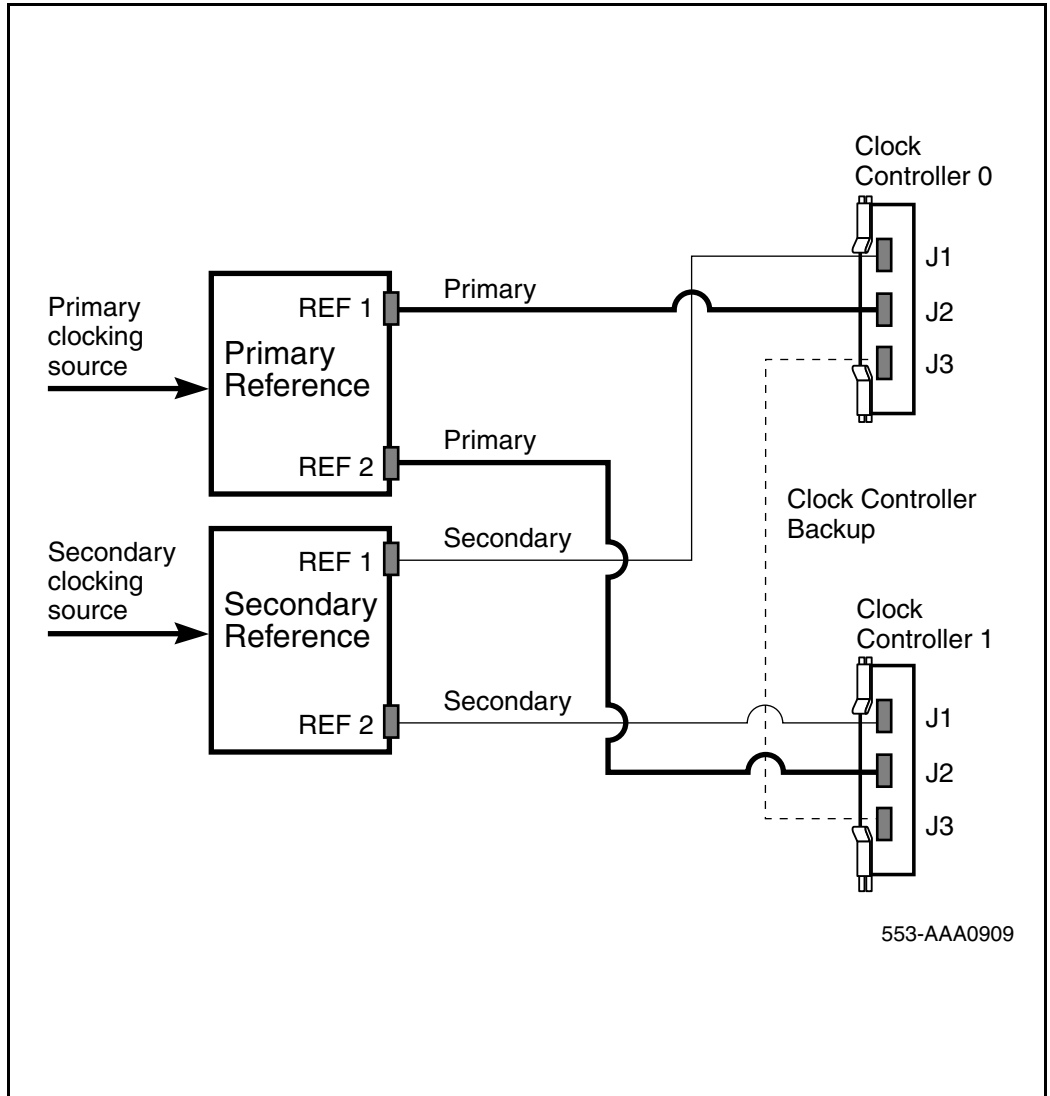 Clock
Controller 0
J1
J2
J3
Primary
clocking
source
REF 1
Primary
Reference
REF 2
Primary
Primary
Clock Controller
Backup
Secondary
clocking
source
REF 1
Secondary
Reference
REF 2
Secondary
Secondary
Clock
Controller 1
J1
J2
J3
553-AAA0909